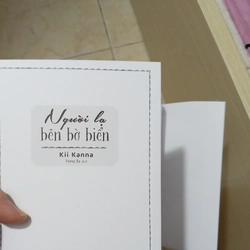 Người lạ
bên bờ biển
Kii Kanna